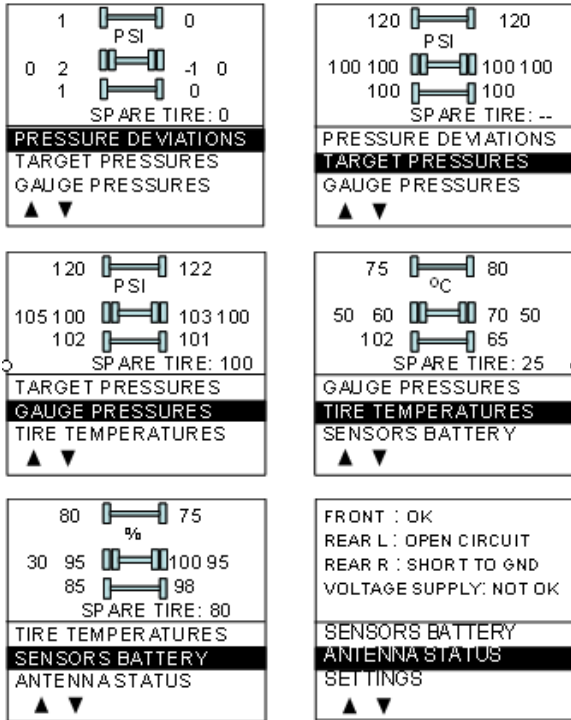 1 0
PSI
0 2 -1 0
1 0
SPARE TIRE: 0
PRESSURE DEVIATIONS
TARGET PRESSURES
GAUGE PRESSURES
▲ ▼
120 120
PSI
100 100 100 100
100 100
SPARE TIRE: --
PRESSURE DEVIATIONS
TARGET PRESSURES
GAUGE PRESSURES
▲ ▼
120 122
PSI
105 100 103 100
102 101
SPARE TIRE: 100
TARGET PRESSURES
GAUGE PRESSURES
TIRE TEMPERATURES
▲ ▼
75 80
ºC
50 60 70 50
102 65
SPARE TIRE: 25
GAUGE PRESSURES
TIRE TEMPERATURES
SENSORS BATTERY
▲ ▼
80 75
%
30 95 100 95
85 98
SPARE TIRE: 80
TIRE TEMPERATURES
SENSORS BATTERY
ANTENNA STATUS
▲ ▼
FRONT : OK
REAR L : OPEN CIRCUIT
REAR R : SHORT TO GND
VOLTAGE SUPPLY: NOT OK
SENSORS BATTERY
ANTENNA STATUS
SETTINGS
▲ ▼